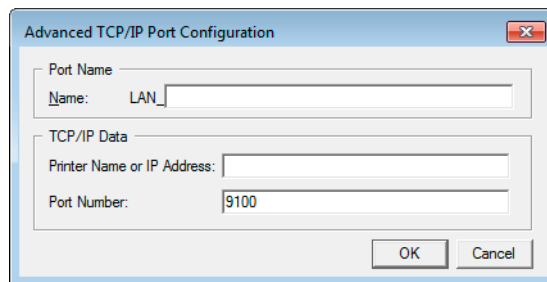 Advanced TCP/IP Port Configuration
Port Name
Name: LAN_
TCP/IP Data
Printer Name or IP Address:
Port Number: 9100
OK Cancel